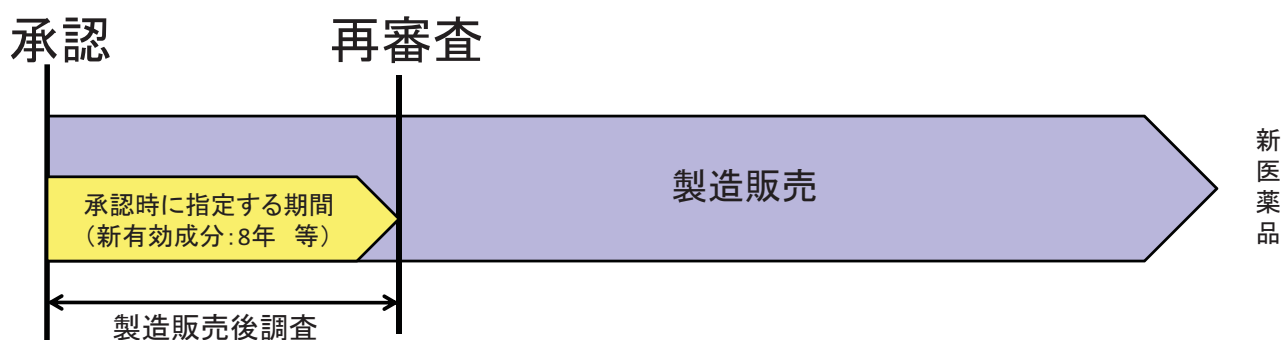 承認
再審査
製造販売
承認時に指定する期間
（新有効成分：8年　等）
製造販売後調査
新医薬品